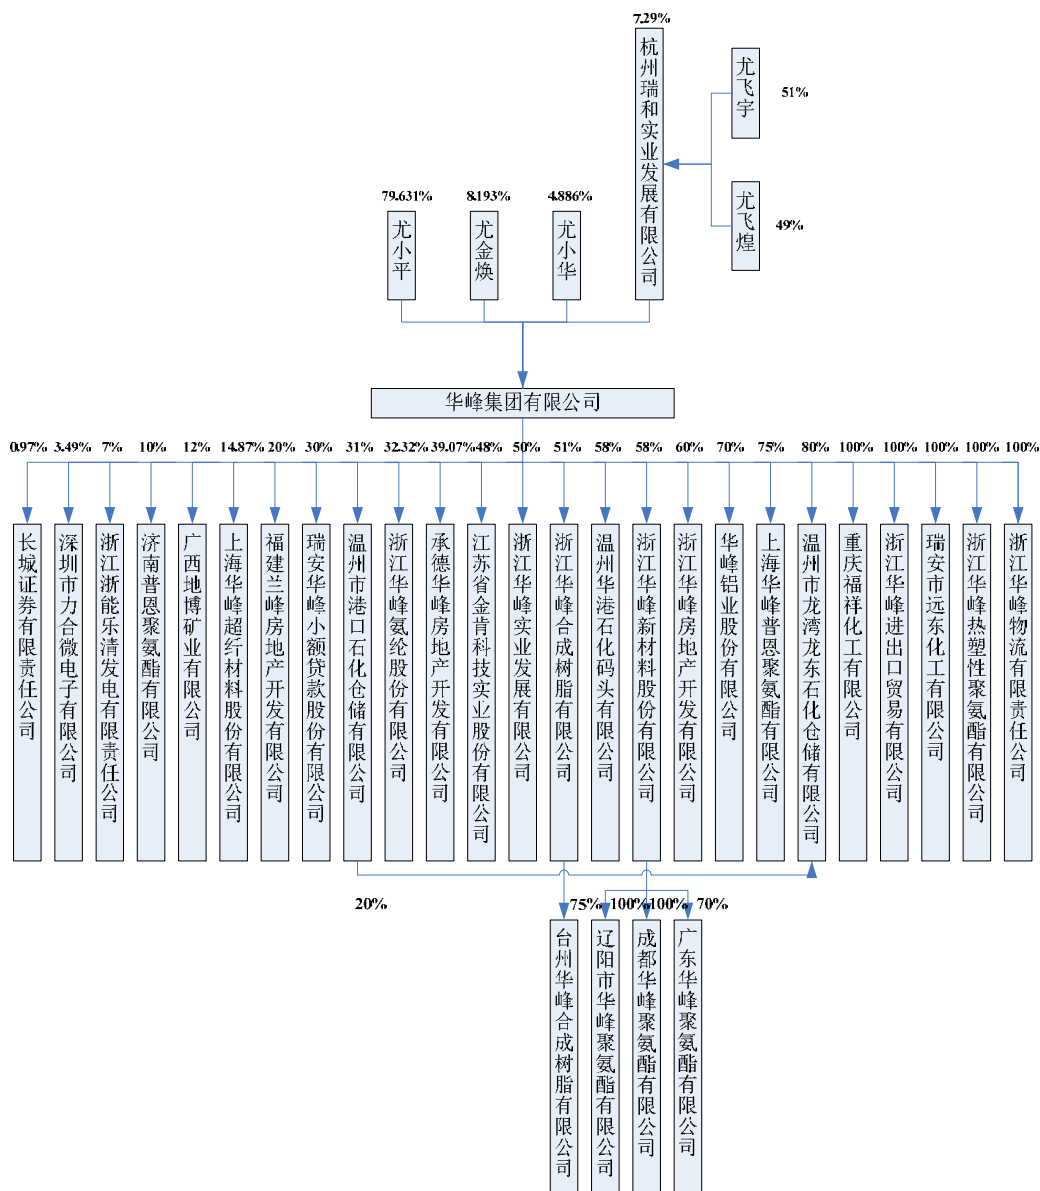 7.29%
杭州瑞和实业发展有限公司
尤飞宇
51%
尤飞煌
49%
79.631%
8.193%
4.886%
尤小平
尤金焕
尤小华
华峰集团有限公司
0.97%
3.49%
7%
10%
12%
14.87%
20%
30%
31%
32.32%
39.07%
48%
50%
51%
58%
58%
60%
70%
75%
80%
100%
100%
100%
100%
100%
长城证券有限责任公司
深圳市力合微电子有限公司
浙江浙能乐清发电有限责任公司
济南普恩聚氨酯有限公司
广西地博矿业有限公司
上海华峰超纤材料股份有限公司
福建兰峰房地产开发有限公司
瑞安华峰小额贷款股份有限公司
温州市港口石化仓储有限公司
浙江华峰氨纶股份有限公司
承德华峰房地产开发有限公司
江苏省金肯科技实业股份有限公司
浙江华峰实业发展有限公司
浙江华峰合成树脂有限公司
温州华港石化码头有限公司
浙江华峰新材料股份有限公司
浙江华峰房地产开发有限公司
华峰铝业股份有限公司
上海华峰普恩聚氨酯有限公司
温州市龙湾龙东石化仓储有限公司
重庆福祥化工有限公司
浙江华峰进出口贸易有限公司
瑞安市远东化工有限公司
浙江华峰热塑性聚氨酯有限公司
浙江华峰物流有限责任公司
20%
75%
100%
100%
70%
台州华峰合成树脂有限公司
辽阳市华峰聚氨酯有限公司
成都华峰聚氨酯有限公司
广东华峰聚氨酯有限公司